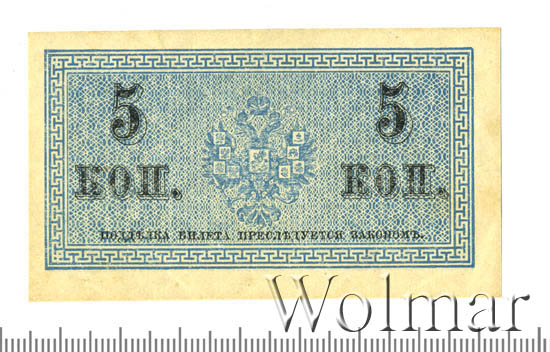 5 5
КОП. КОП.
ПОДДѢЛКА БИЛЕТА ПРЕСЛѢДУЕТСЯ ЗАКОНОМЪ.
Wolmar